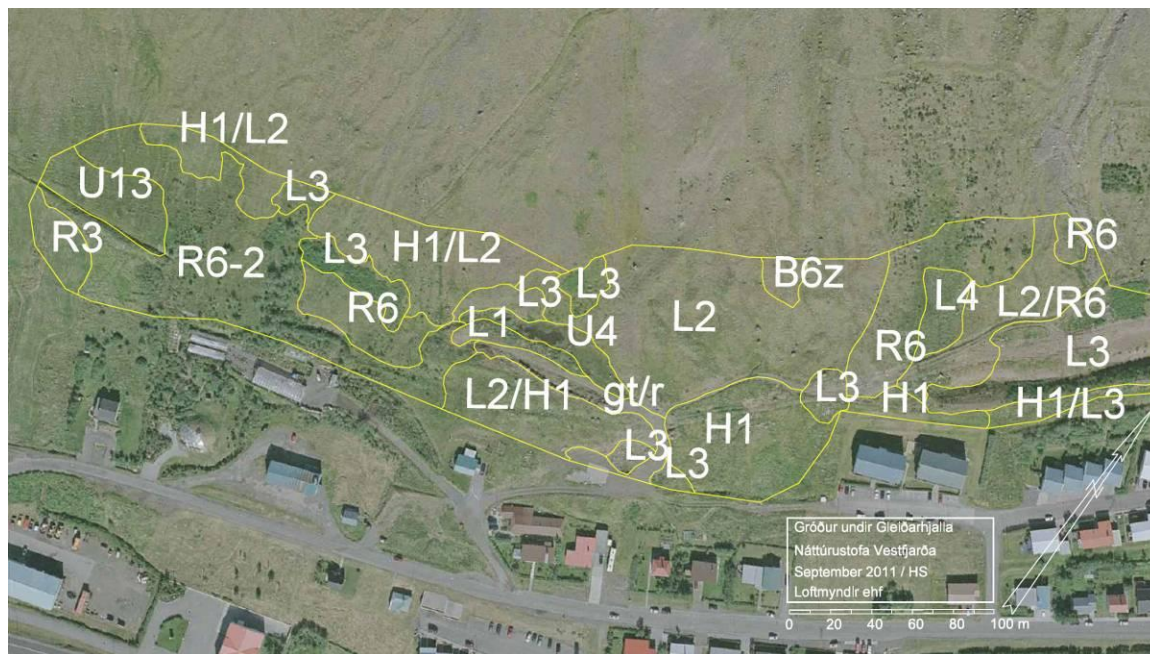 H1/L2
U13
L3
R3
R6-2
L3
H1/L2
R6
L3
L3
L1
U4
L2
B6z
R6
L4
L2/R6
L3
R6
L2/H1
gt/r
L3
H1
H1/L3
H1
L3
L3
Gróður undir Gleiðarhjalla
Náttúrustofa Vestfjarða
September 2011 / HS
Loftmyndir ehf
0 20 40 60 80 100 m